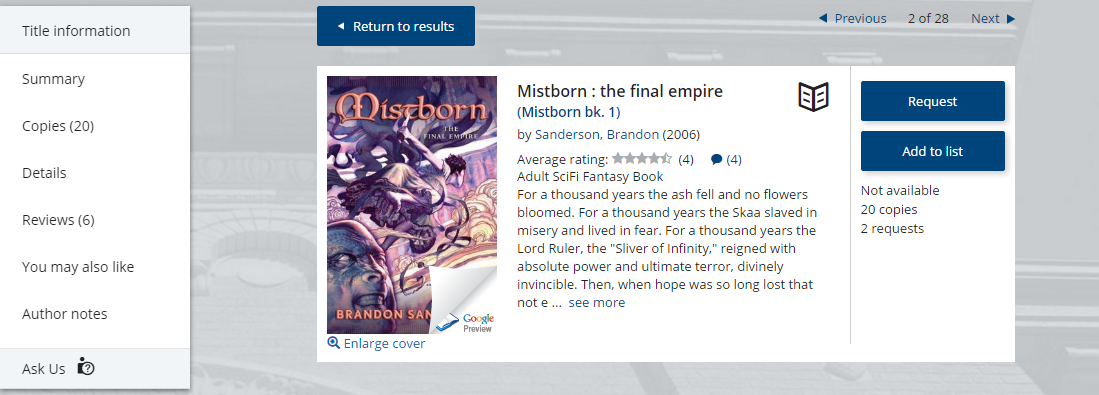 Title information
Summary
Copies (20)
Details
Reviews (6)
You may also like
Author notes
Ask Us
Return to results
Previous 2 of 28 Next
Mistborn
THE
FINAL EMPIRE
BRANDON SAN
Google
Preview
Enlarge cover
Mistborn : the final empire
(Mistborn bk. 1)
by Sanderson, Brandon (2006)
Average rating: (4) (4)
Adult SciFi Fantasy Book
For a thousand years the ash fell and no flowers
bloomed. For a thousand years the Skaa slaved in
misery and lived in fear. For a thousand years the
Lord Ruler, the "Sliver of Infinity," reigned with
absolute power and ultimate terror, divinely
invincible. Then, when hope was so long lost that
not e ... see more
Request
Add to list
Not available
20 copies
2 requests